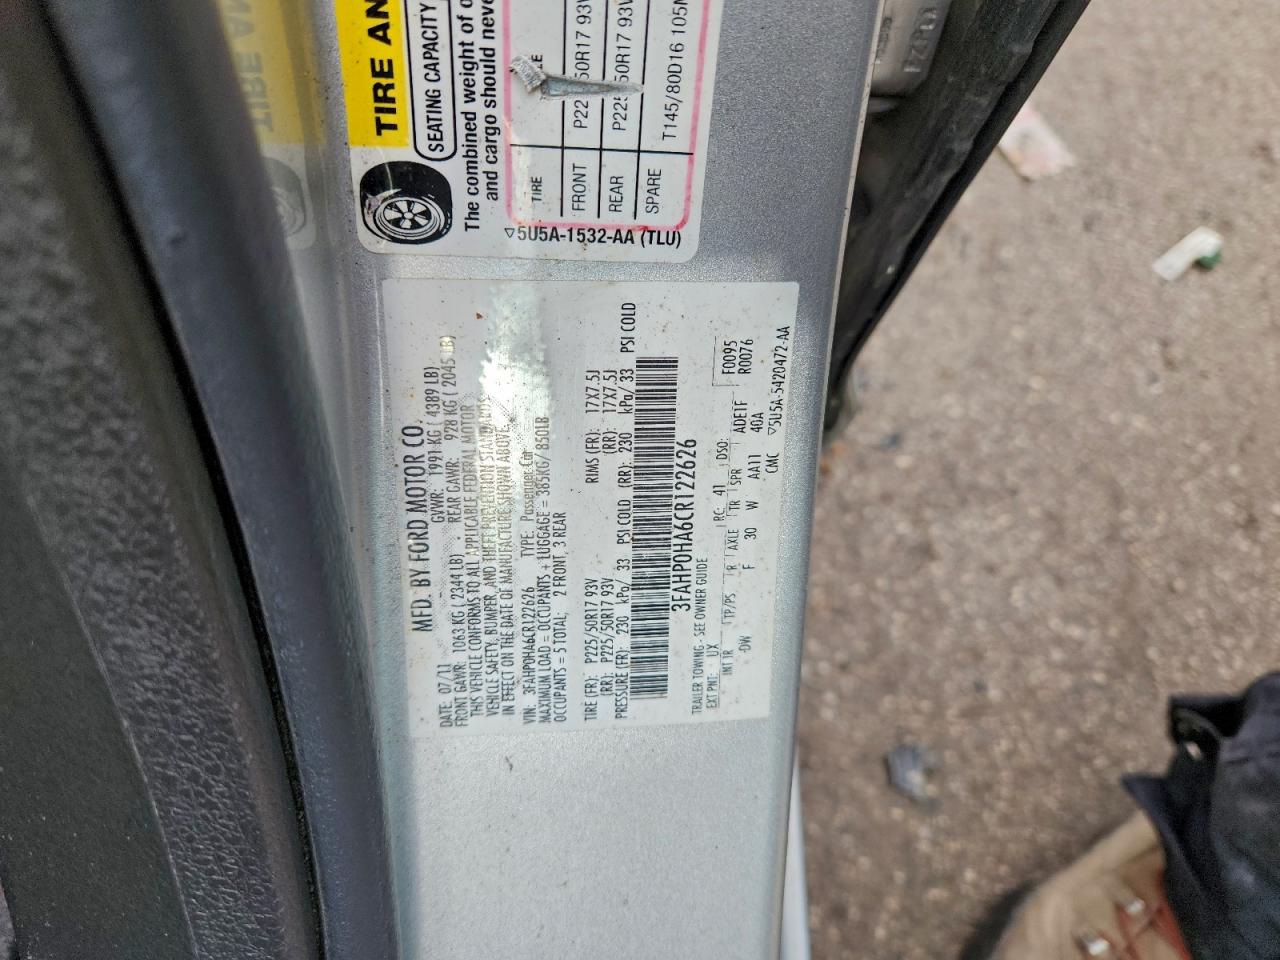 TIRE AN
SEATING CAPACITY
The combined weight of o
and cargo should neve
TIRE
FRONT P22 50R17 93V
REAR P225 50R17 93V
SPARE T145/80D16 105M
5U5A-1532-AA (TLU)
MFD. BY FORD MOTOR CO.
DATE: 07/11 GVWR: 1991 KG ( 4389 LB)
FRONT GAWR: 1063 KG ( 2344 LB) REAR GAWR: 928 KG ( 2045 LB)
THIS VEHICLE CONFORMS TO ALL APPLICABLE FEDERAL MOTOR
VEHICLE SAFETY, BUMPER, AND THEFT PREVENTION STANDARDS
IN EFFECT ON THE DATE OF MANUFACTURE SHOWN ABOVE.
VIN: 3FAHP0HA6CR122626 TYPE: Passenger Car
MAXIMUM LOAD = OCCUPANTS + LUGGAGE = 385KG/ 850LB
OCCUPANTS = 5 TOTAL; 2 FRONT, 3 REAR
TIRE (FR): P225/50R17 93V RIMS (FR): 17X7.5J
(RR): P225/50R17 93V (RR): 17X7.5J
PRESSURE (FR): 230 kPa/ 33 PSI COLD (RR): 230 kPa/ 33 PSI COLD
3FAHP0HA6CR122626
TRAILER TOWING - SEE OWNER GUIDE F0095
EXT PNT: UX RC: 41 DSO: R0076
INT TR TP/PS R AXLE TR SPR ADE1F
DW F 30 W AA11 40A
CMC 5U5A-5420472-AA